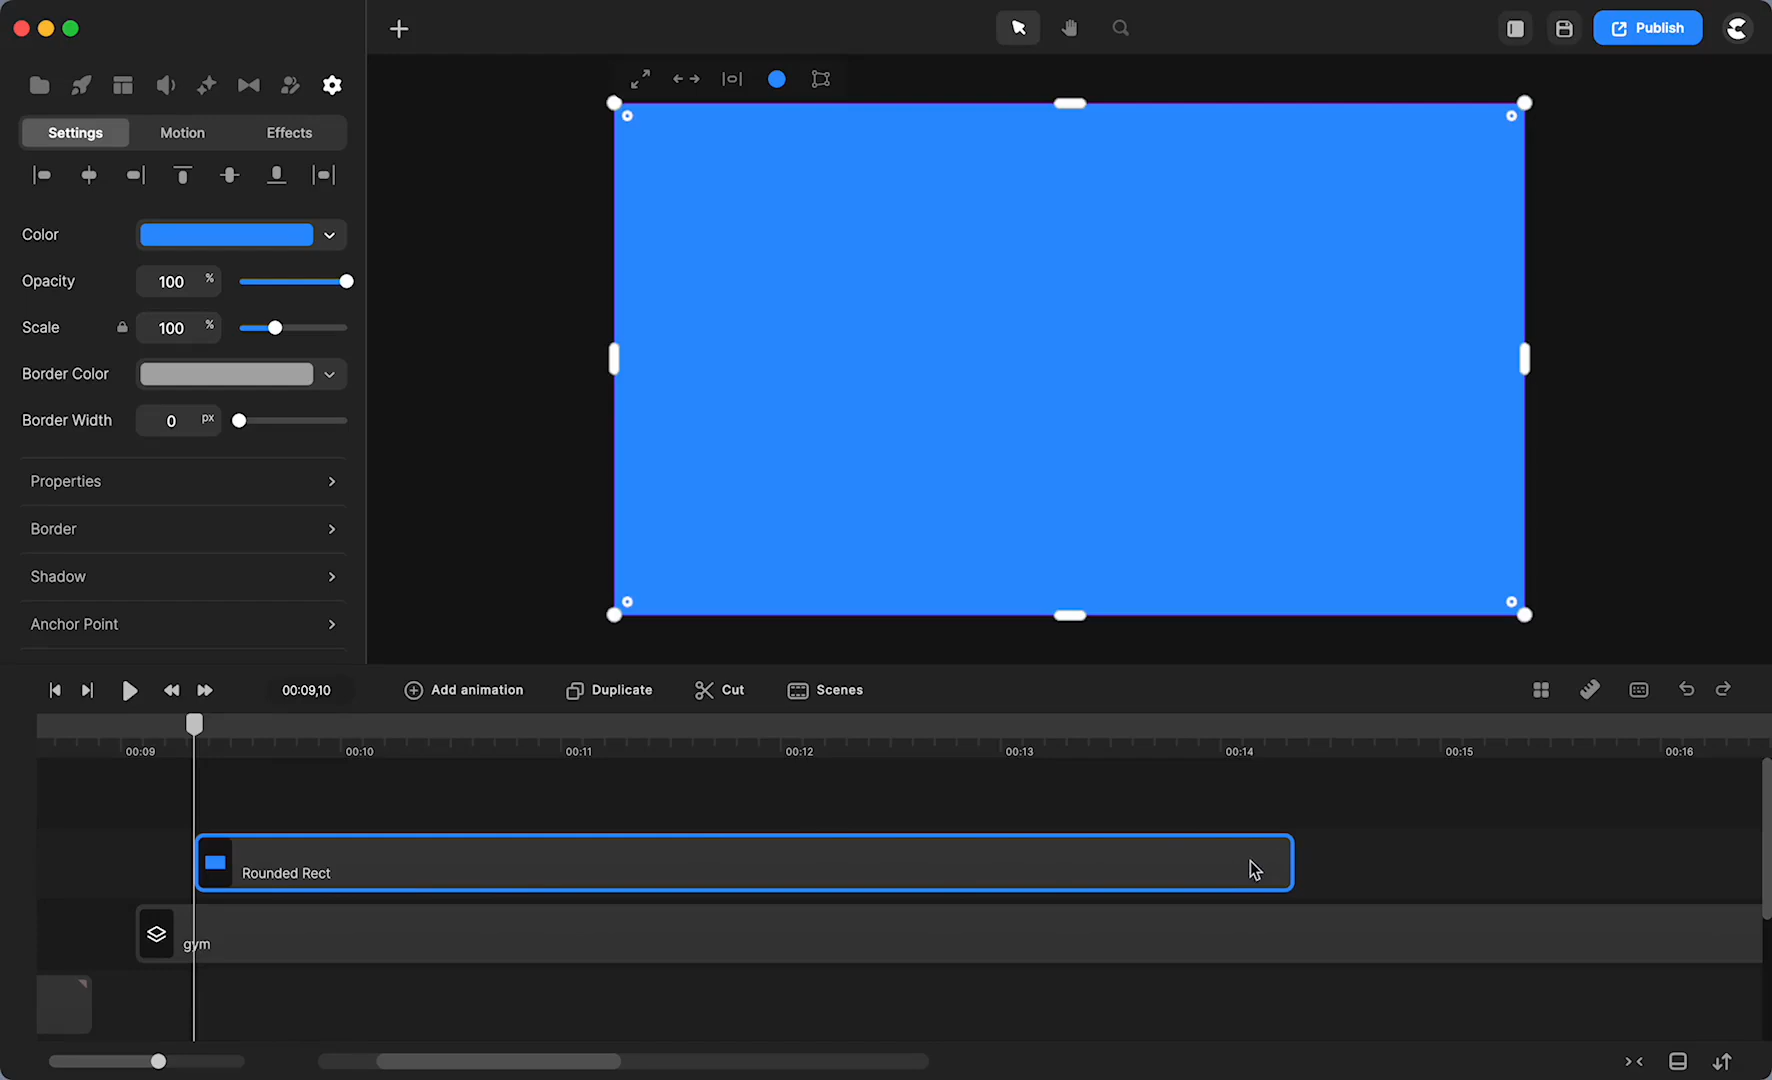 Publish
Settings Motion Effects
Color
Opacity 100 %
Scale 100 %
Border Color
Border Width 0 px
Properties
Border
Shadow
Anchor Point
00:09,10 Add animation Duplicate Cut Scenes
00:09 00:10 00:11 00:12 00:13 00:14 00:15 00:16
Rounded Rect
gym